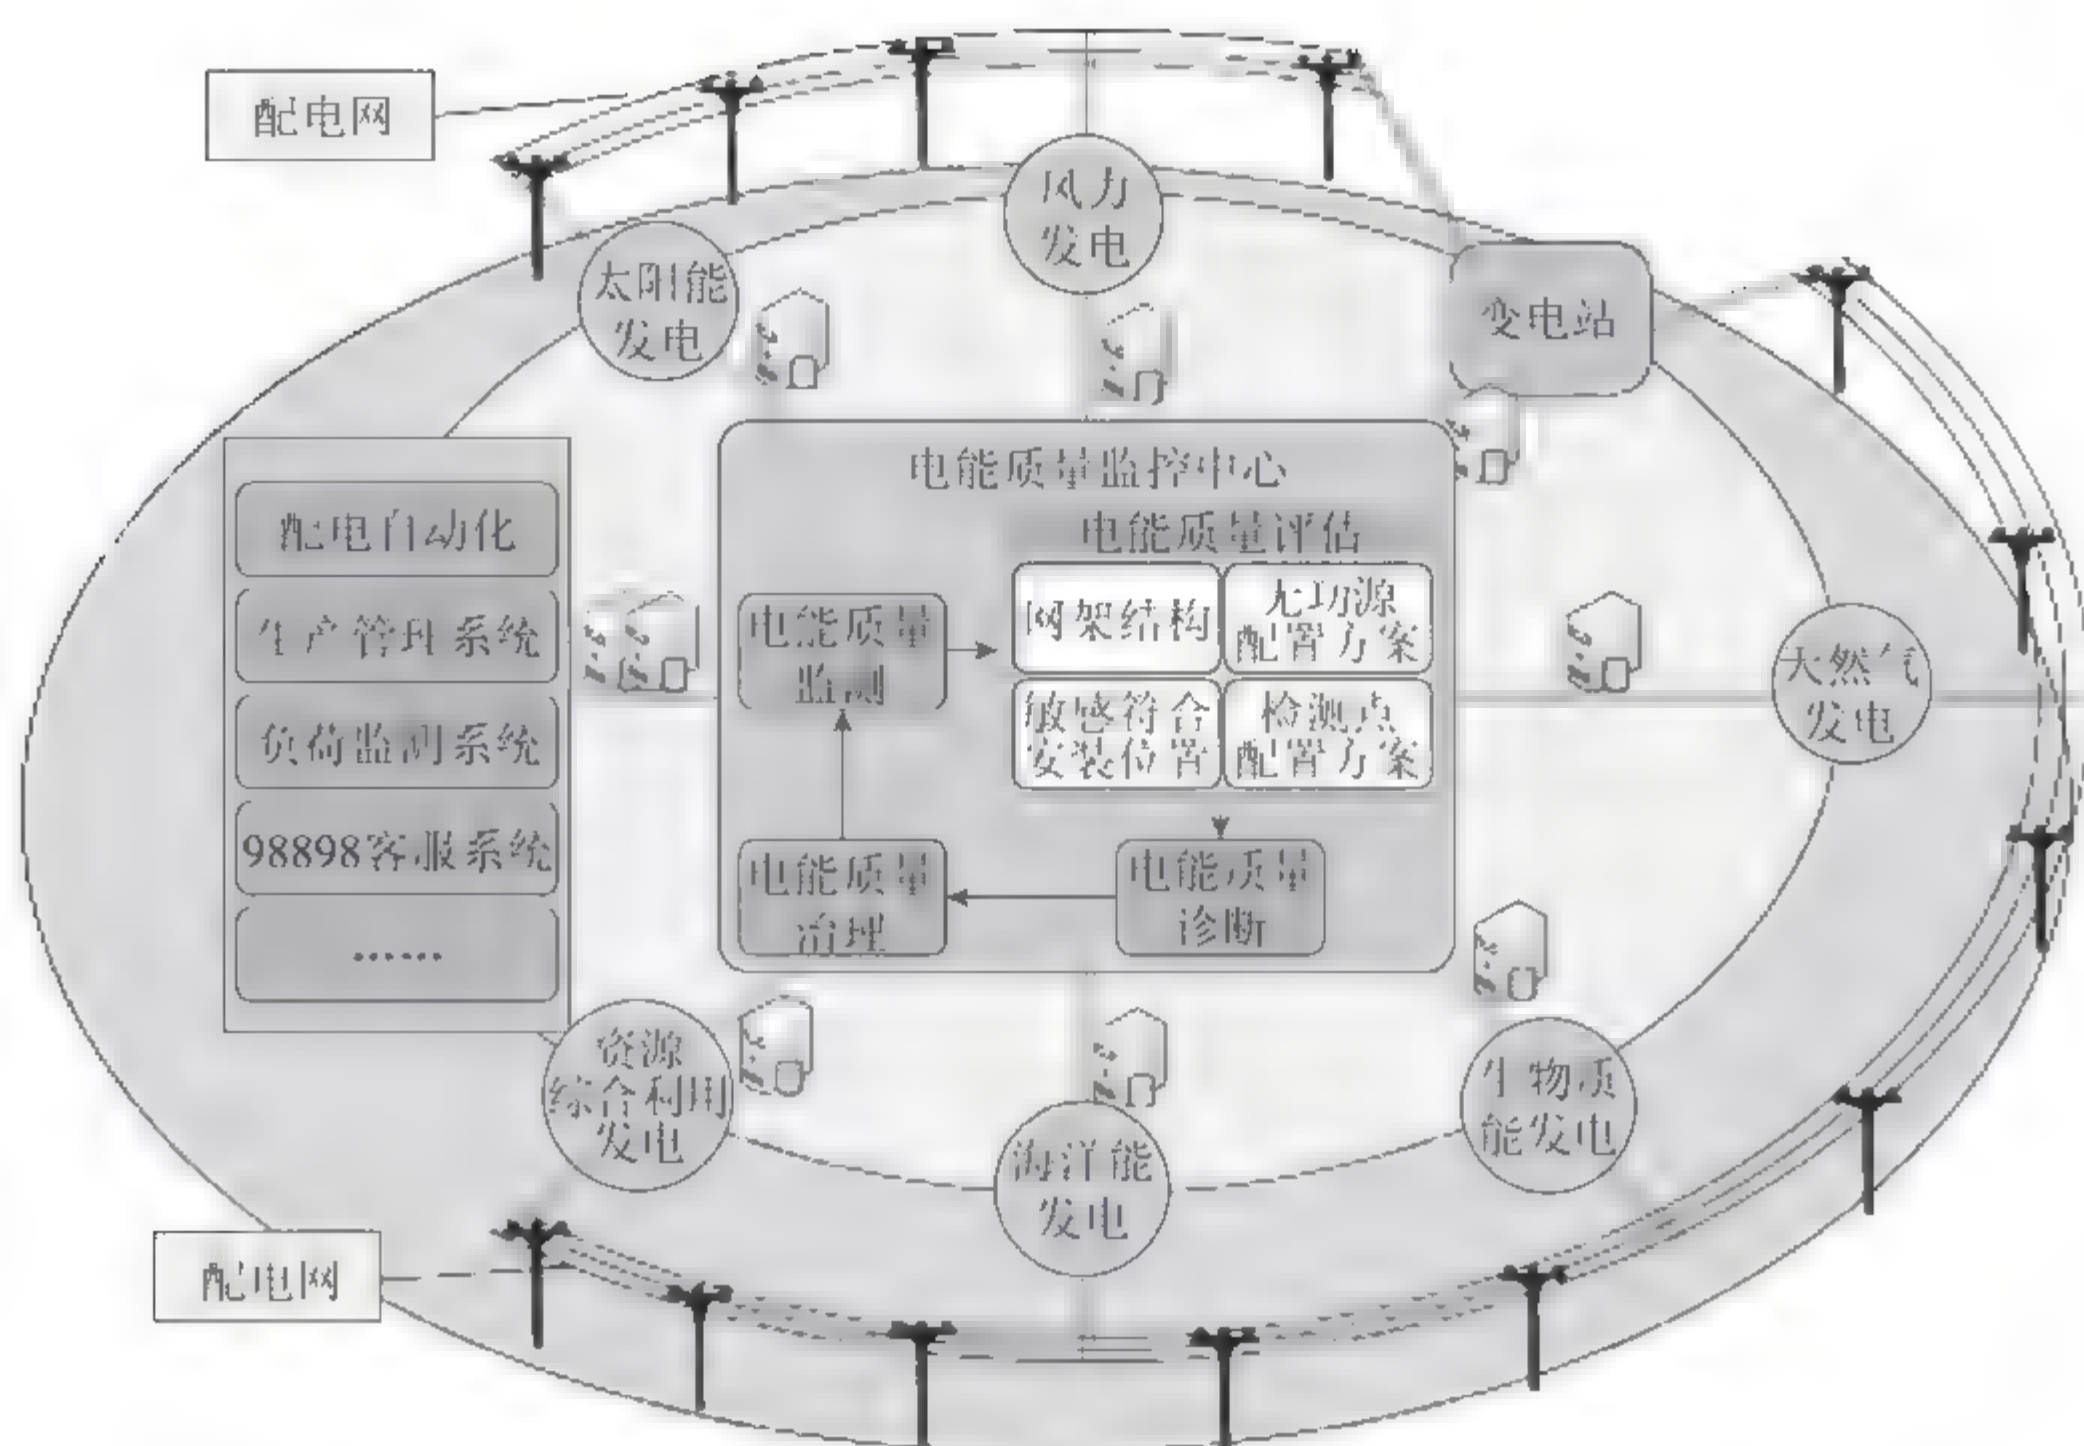 配电网
风力
发电
太阳能
发电
变电站
电能质量监控中心
配电自动化
生产管理系统
负荷监测系统
98898客服系统
……
电能质量评估
电能质量
监测
网架结构
无功源
配置方案
敏感符合
安装位置
检测点
配置方案
电能质量
治理
电能质量
诊断
天然气
发电
资源
综合利用
发电
海洋能
发电
生物质
能发电
配电网